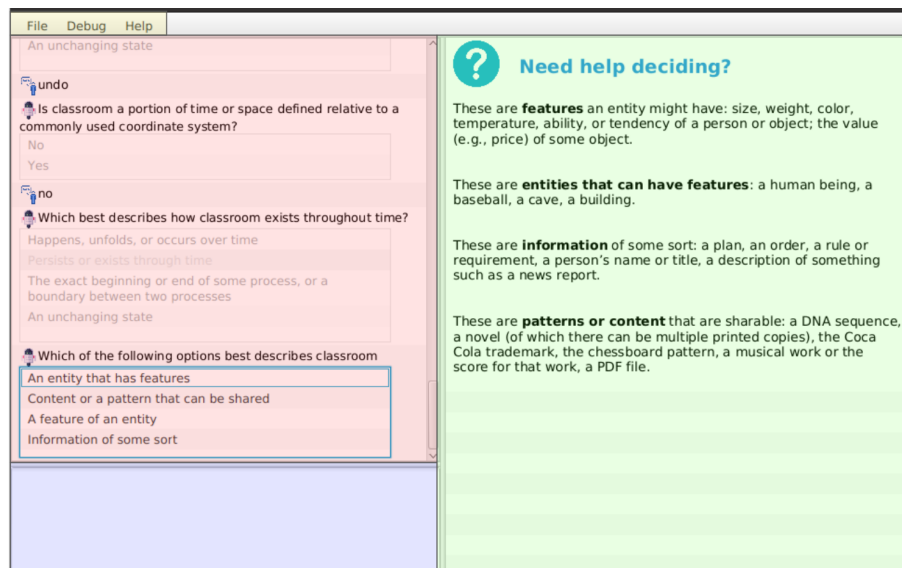 File Debug Help
An unchanging state
undo
Is classroom a portion of time or space defined relative to a
commonly used coordinate system?
No
Yes
no
Which best describes how classroom exists throughout time?
Happens, unfolds, or occurs over time
Persists or exists through time
The exact beginning or end of some process, or a
boundary between two processes
An unchanging state
Which of the following options best describes classroom
An entity that has features
Content or a pattern that can be shared
A feature of an entity
Information of some sort
?
Need help deciding?
These are features an entity might have: size, weight, color,
temperature, ability, or tendency of a person or object; the value
(e.g., price) of some object.
These are entities that can have features: a human being, a
baseball, a cave, a building.
These are information of some sort: a plan, an order, a rule or
requirement, a person's name or title, a description of something
such as a news report.
These are patterns or content that are sharable: a DNA sequence,
a novel (of which there can be multiple printed copies), the Coca
Cola trademark, the chessboard pattern, a musical work or the
score for that work, a PDF file.